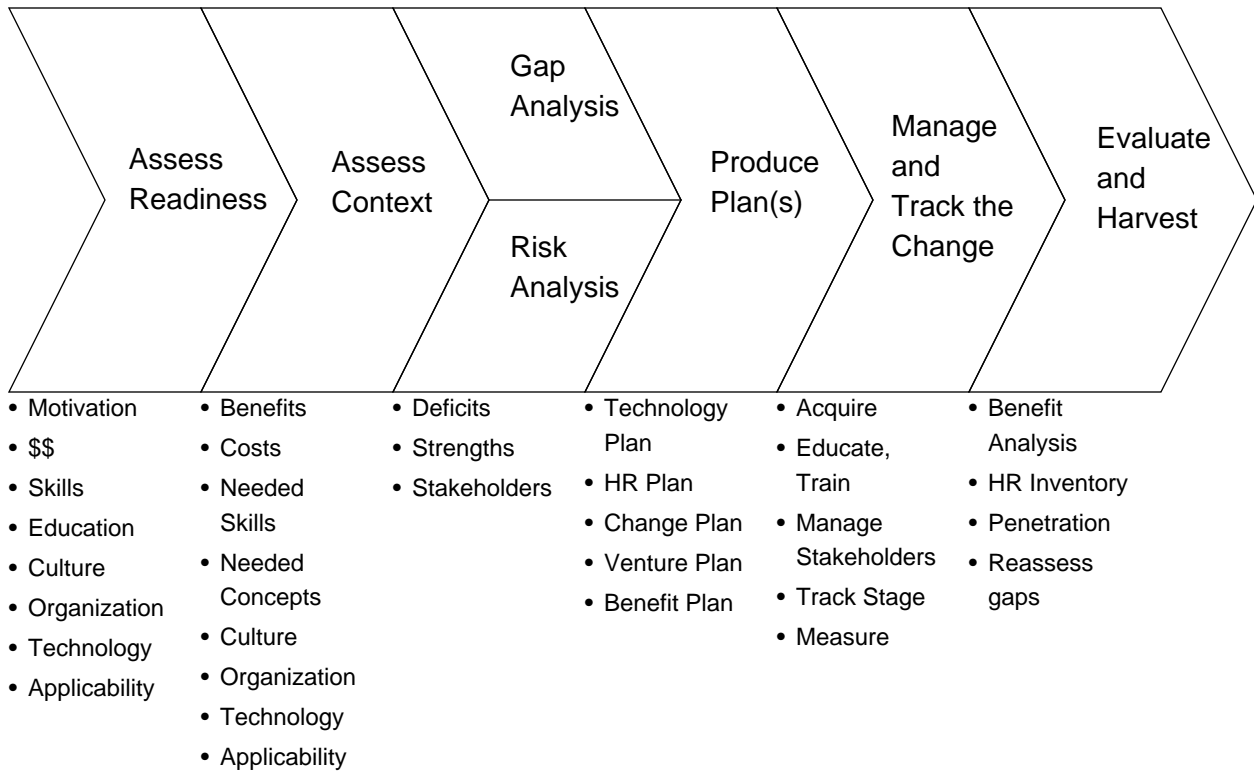 Assess
Readiness
Assess
Context
Gap
Analysis
Risk
Analysis
Produce
Plan(s)
Manage
and
Track the
Change
Evaluate
and
Harvest
• Motivation
• $$
• Skills
• Education
• Culture
• Organization
• Technology
• Applicability
• Benefits
• Costs
• Needed
Skills
• Needed
Concepts
• Culture
• Organization
• Technology
• Applicability
• Deficits
• Strengths
• Stakeholders
• Technology
Plan
• HR Plan
• Change Plan
• Venture Plan
• Benefit Plan
• Acquire
• Educate,
Train
• Manage
Stakeholders
• Track Stage
• Measure
• Benefit
Analysis
• HR Inventory
• Penetration
• Reassess
gaps